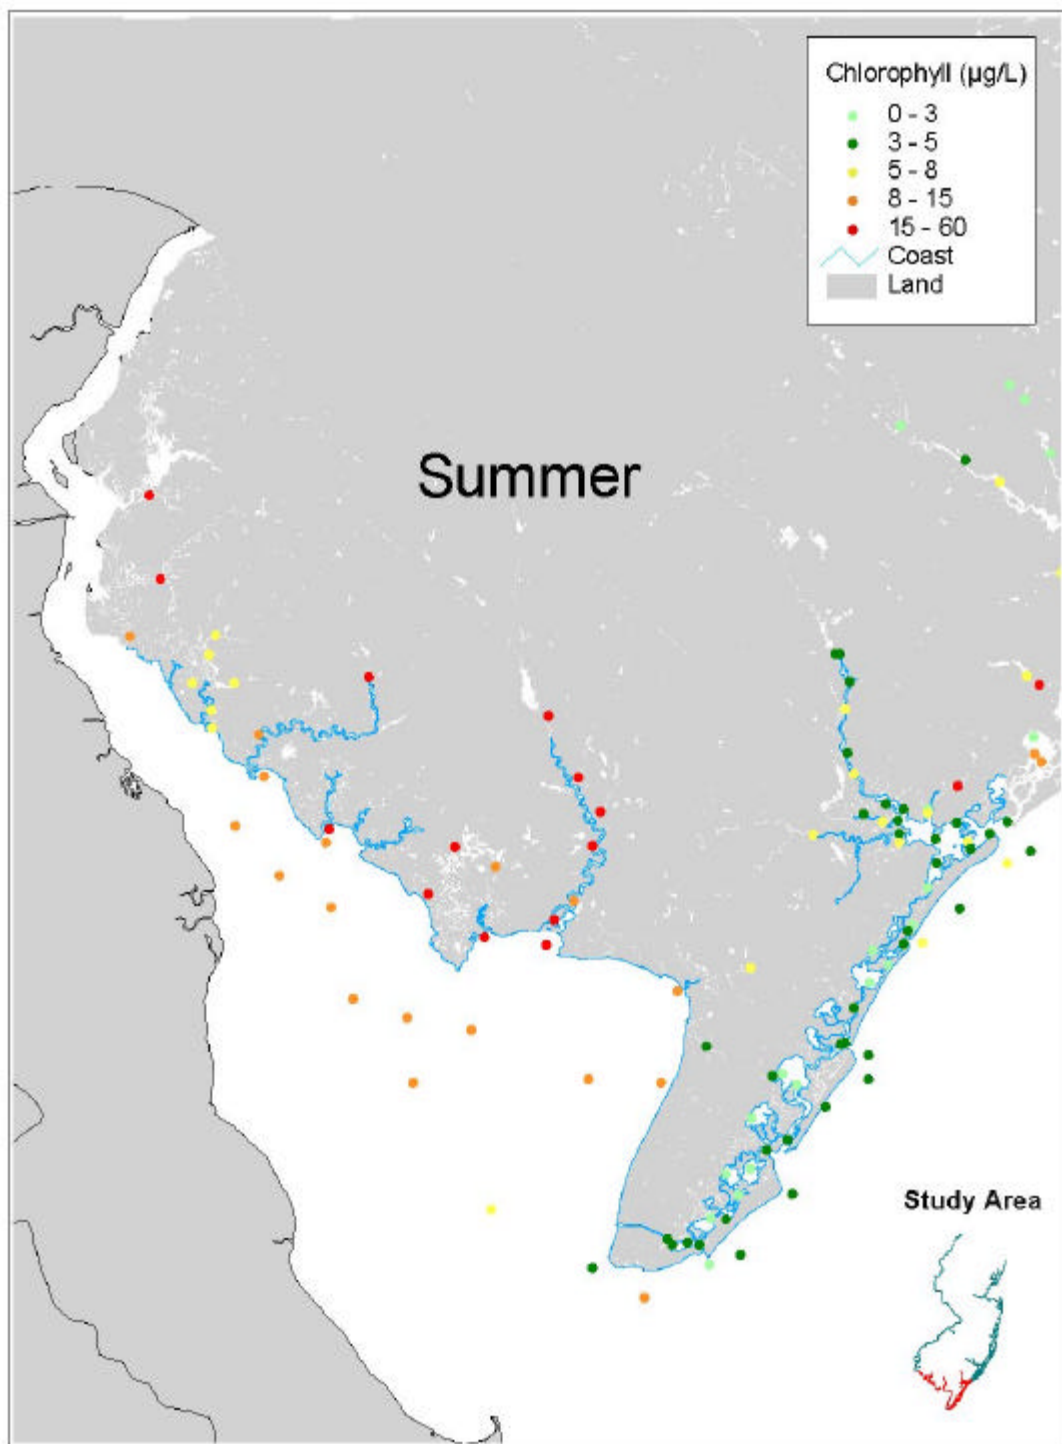 Chlorophyll (µg/L)
0 - 3
3 - 5
5 - 8
8 - 15
15 - 60
Coast
Land
Summer
Study Area